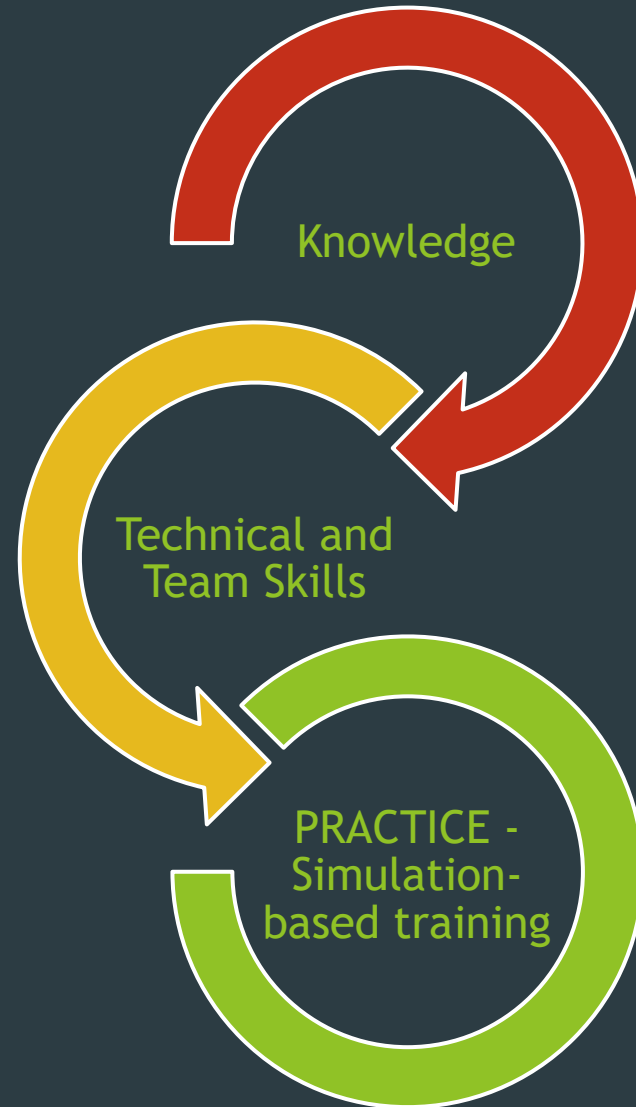 Knowledge
Technical and
Team Skills
PRACTICE -
Simulation-
based training